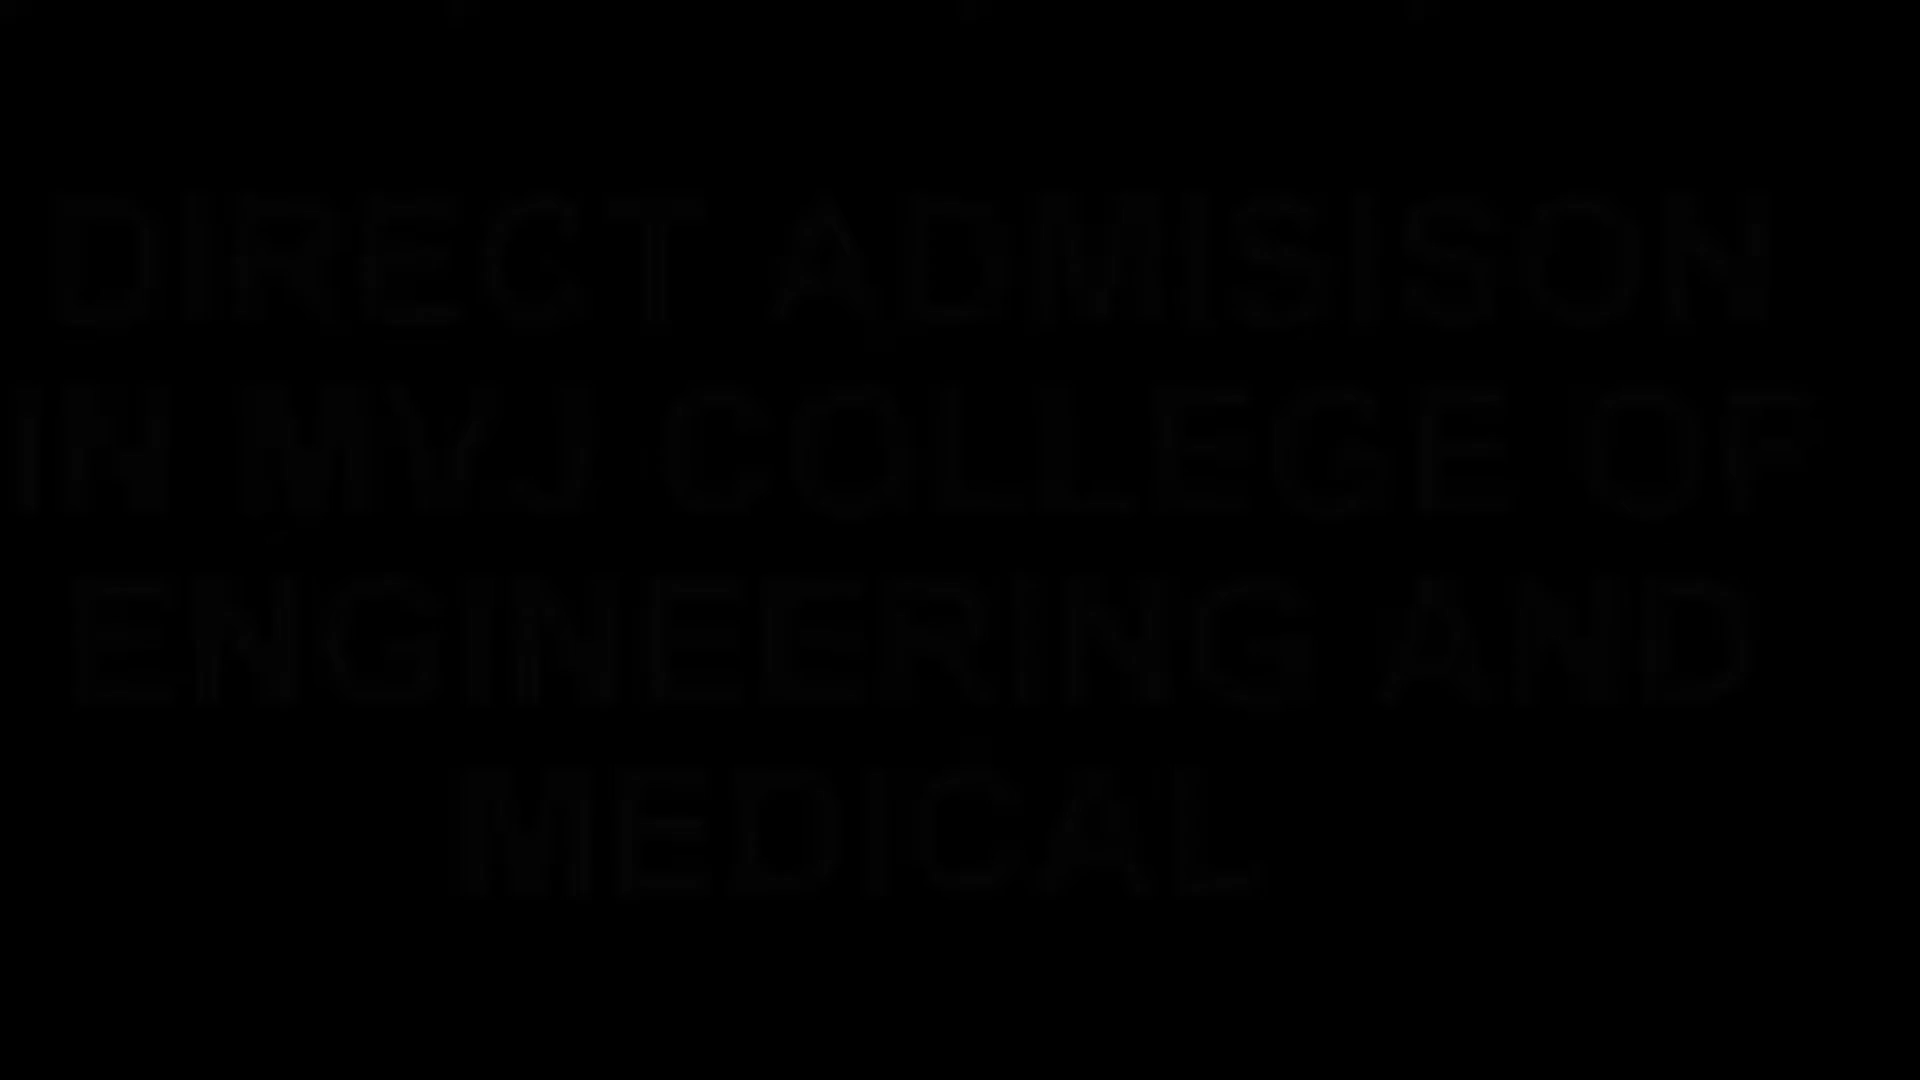 DIRECT ADMISISON
IN MVJ COLLEGE OF
ENGINEERING AND
MEDICAL